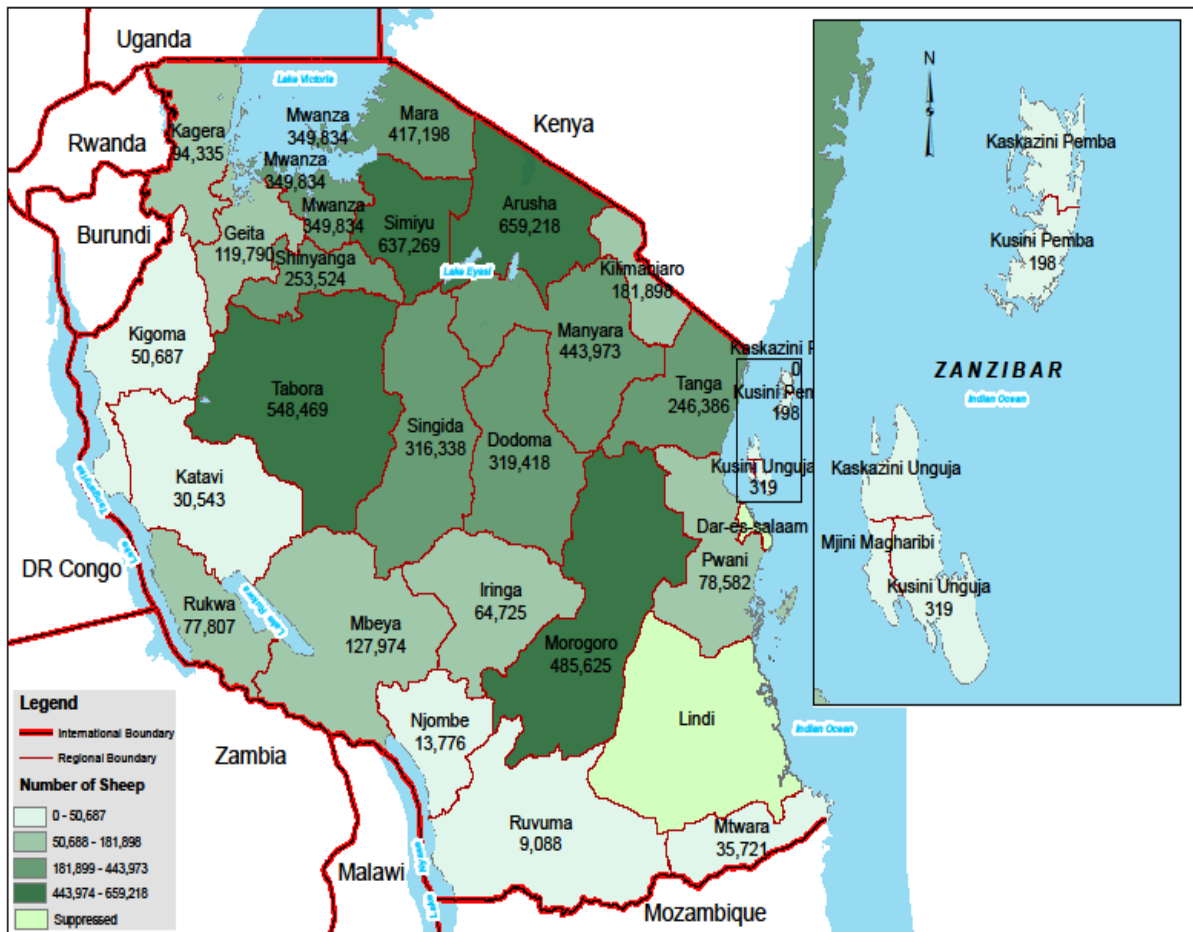 Uganda
Rwanda
Burundi
Kenya
DR Congo
Zambia
Malawi
Mozambique
Lake Victoria
Kagera
94,335
Mwanza
349,834
Mwanza
349,834
Mwanza
349,834
Mara
417,198
Simiyu
637,269
Arusha
659,218
Geita
119,790
Shinyanga
253,524
Lake Eyasi
Kilimanjaro
181,898
Kigoma
50,687
Tabora
548,469
Singida
316,338
Manyara
443,973
Dodoma
319,418
Tanga
246,386
Kaskazini P
0
Kusini Pem
198
Kusini Unguja
319
Dar-es-salaam
Pwani
78,582
Katavi
30,543
Lake
Tanganyika
Rukwa
77,807
Lake Rukwa
Mbeya
127,974
Iringa
64,725
Morogoro
485,625
Njombe
13,776
Lindi
Ruvuma
9,088
Mtwara
35,721
Indian Ocean
Lake
N
Kaskazini Pemba
Kusini Pemba
198
ZANZIBAR
Indian Ocean
Kaskazini Unguja
Mjini Magharibi
Kusini Unguja
319
Legend
International Boundary
Regional Boundary
Number of Sheep
0 - 50,687
50,688 - 181,898
181,899 - 443,973
443,974 - 659,218
Suppressed